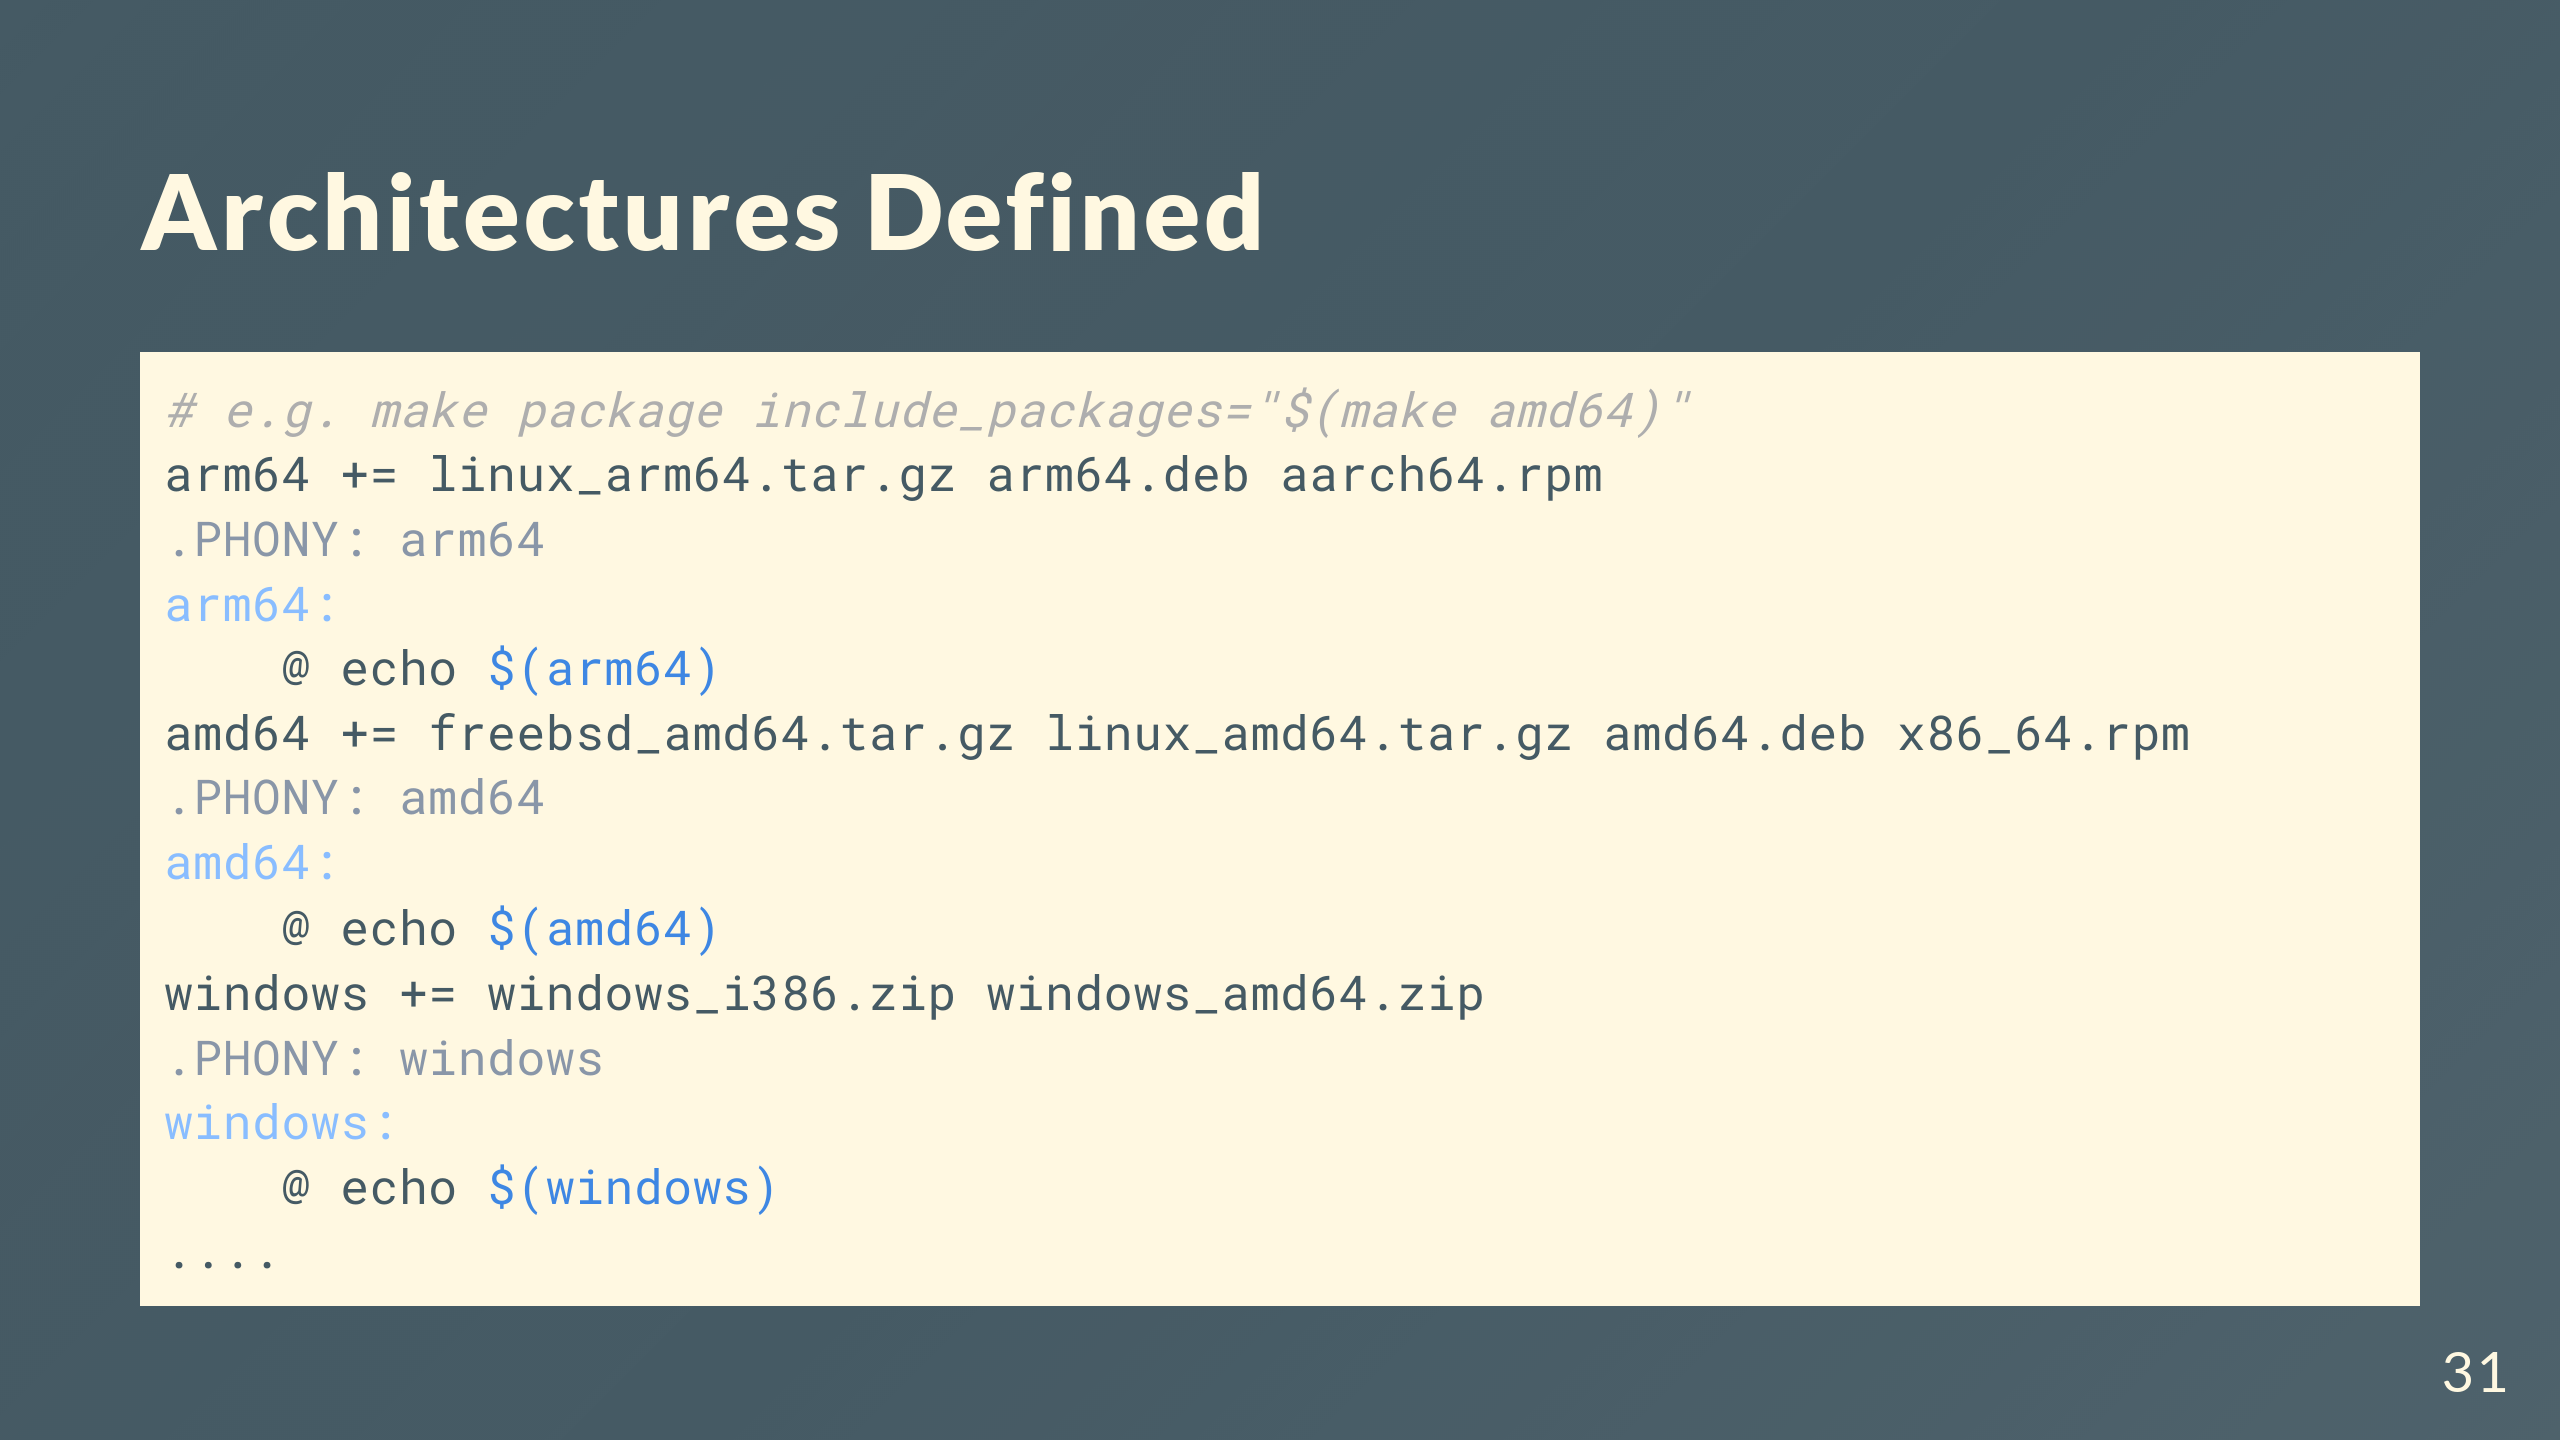 Architectures Defined
# e.g. make package include_packages="$(make amd64)"
arm64 += linux_arm64.tar.gz arm64.deb aarch64.rpm
.PHONY: arm64
arm64:
    @ echo $(arm64)
amd64 += freebsd_amd64.tar.gz linux_amd64.tar.gz amd64.deb x86_64.rpm
.PHONY: amd64
amd64:
    @ echo $(amd64)
windows += windows_i386.zip windows_amd64.zip
.PHONY: windows
windows:
    @ echo $(windows)
....
31